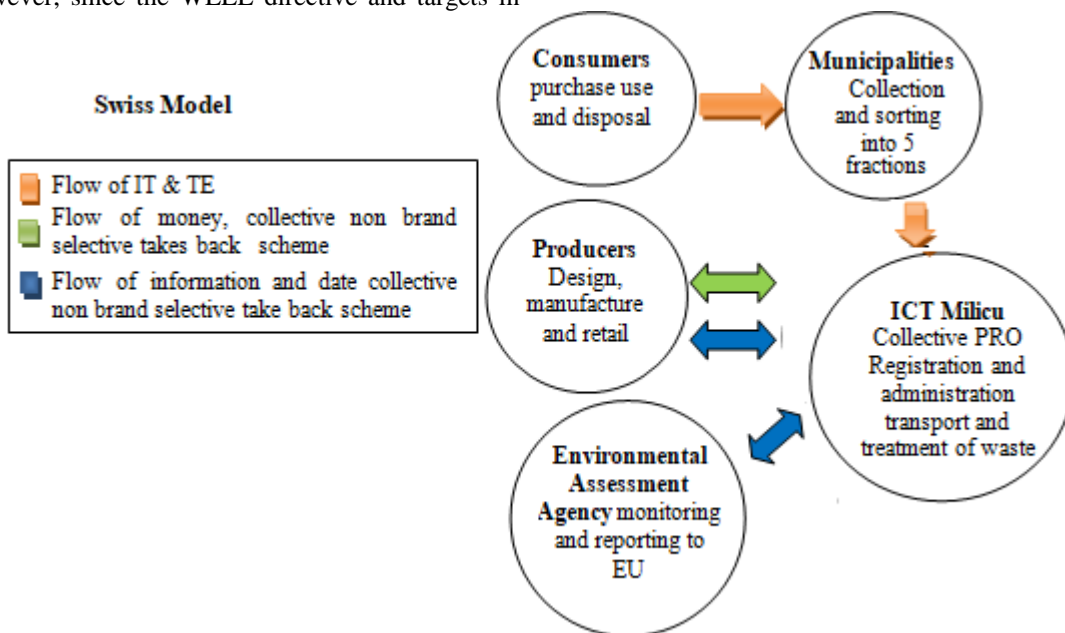 owever, since the WEEE directive and targets in
Swiss Model
Flow of IT & TE
Flow of money, collective non brand
selective takes back scheme
Flow of information and date collective
non brand selective take back scheme
Consumers
purchase use
and disposal
Municipalities
Collection
and sorting
into 5
fractions
Producers
Design,
manufacture
and retail
ICT Milicu
Collective PRO
Registration and
administration
transport and
treatment of waste
Environmental
Assessment
Agency monitoring
and reporting to
EU